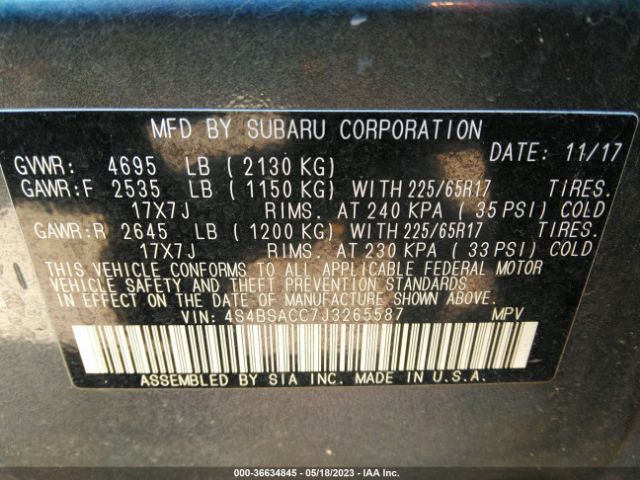 MFD BY SUBARU CORPORATION
DATE: 11/17
GVWR: 4695 LB ( 2130 KG)
GAWR:F 2535 LB ( 1150 KG) WITH 225/65R17 TIRES.
17X7J RIMS. AT 240 KPA ( 35 PSI) COLD
GAWR:R 2645 LB ( 1200 KG) WITH 225/65R17 TIRES.
17X7J RIMS. AT 230 KPA ( 33 PSI) COLD
THIS VEHICLE CONFORMS TO ALL APPLICABLE FEDERAL MOTOR
VEHICLE SAFETY AND THEFT PREVENTION STANDARDS
IN EFFECT ON THE DATE OF MANUFACTURE SHOWN ABOVE.
VIN: 4S4BSACC7J3265587 MPV
ASSEMBLED BY SIA INC. MADE IN U.S.A.
000-36634845 - 05/18/2023 - IAA Inc.